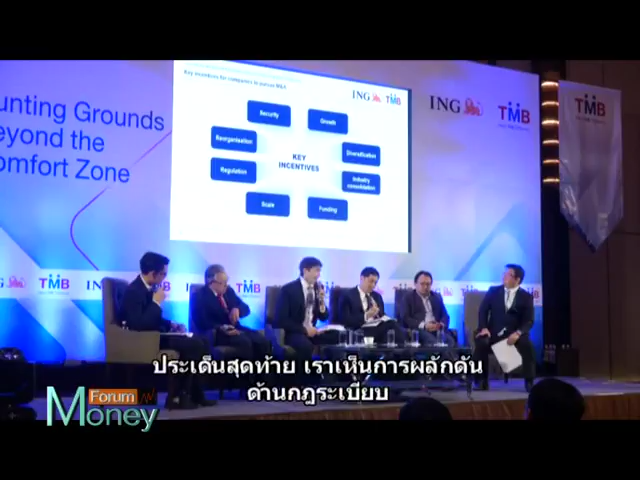 Key incentives for companies to pursue M&A
ING TMB
Security
Growth
Reorganisation
Diversification
KEY
INCENTIVES
Regulation
Industry
consolidation
Scale
Funding
unting Grounds
eyond the
omfort Zone
ING TMB
TMB
TMB ING TMB ING TMB
ประเด็นสุดท้าย เราเห็นการผลักดัน
ด้านกฎระเบียบ
Forum
Money